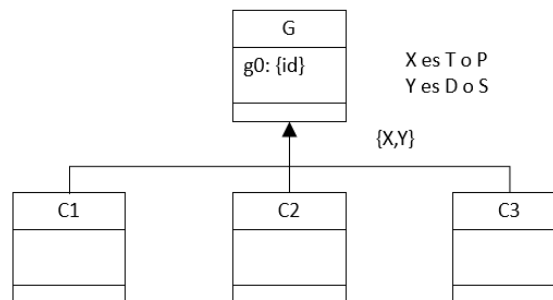 G
g0: {id}
X es T o P
Y es D o S
{X,Y}
C1
C2
C3